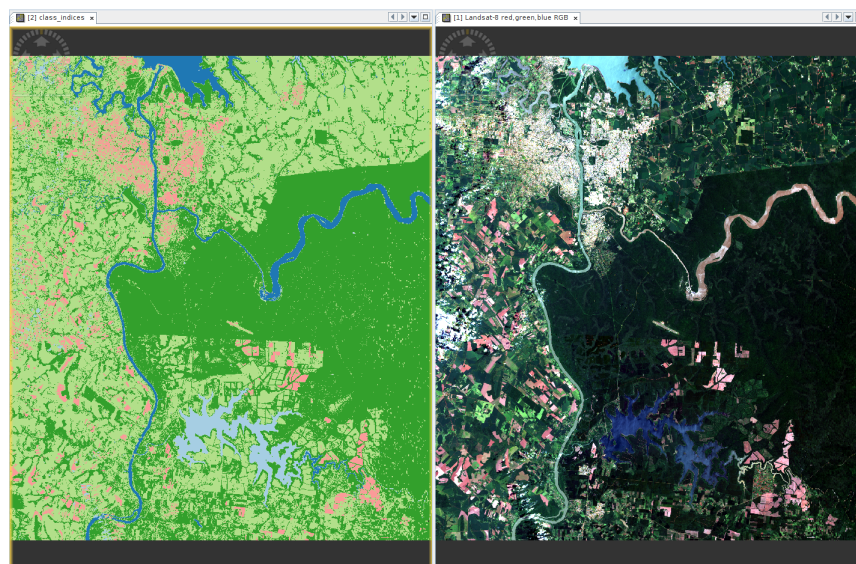 [2] class_indices
[1] Landsat-8 red,green,blue RGB